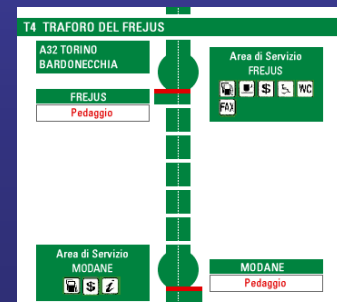 T4 TRAFORO DEL FREJUS
A32 TORINO
BARDONECCHIA
Area di Servizio
FREJUS
$ WC
FAX
FREJUS
Pedaggio
Area di Servizio
MODANE
$ i
MODANE
Pedaggio